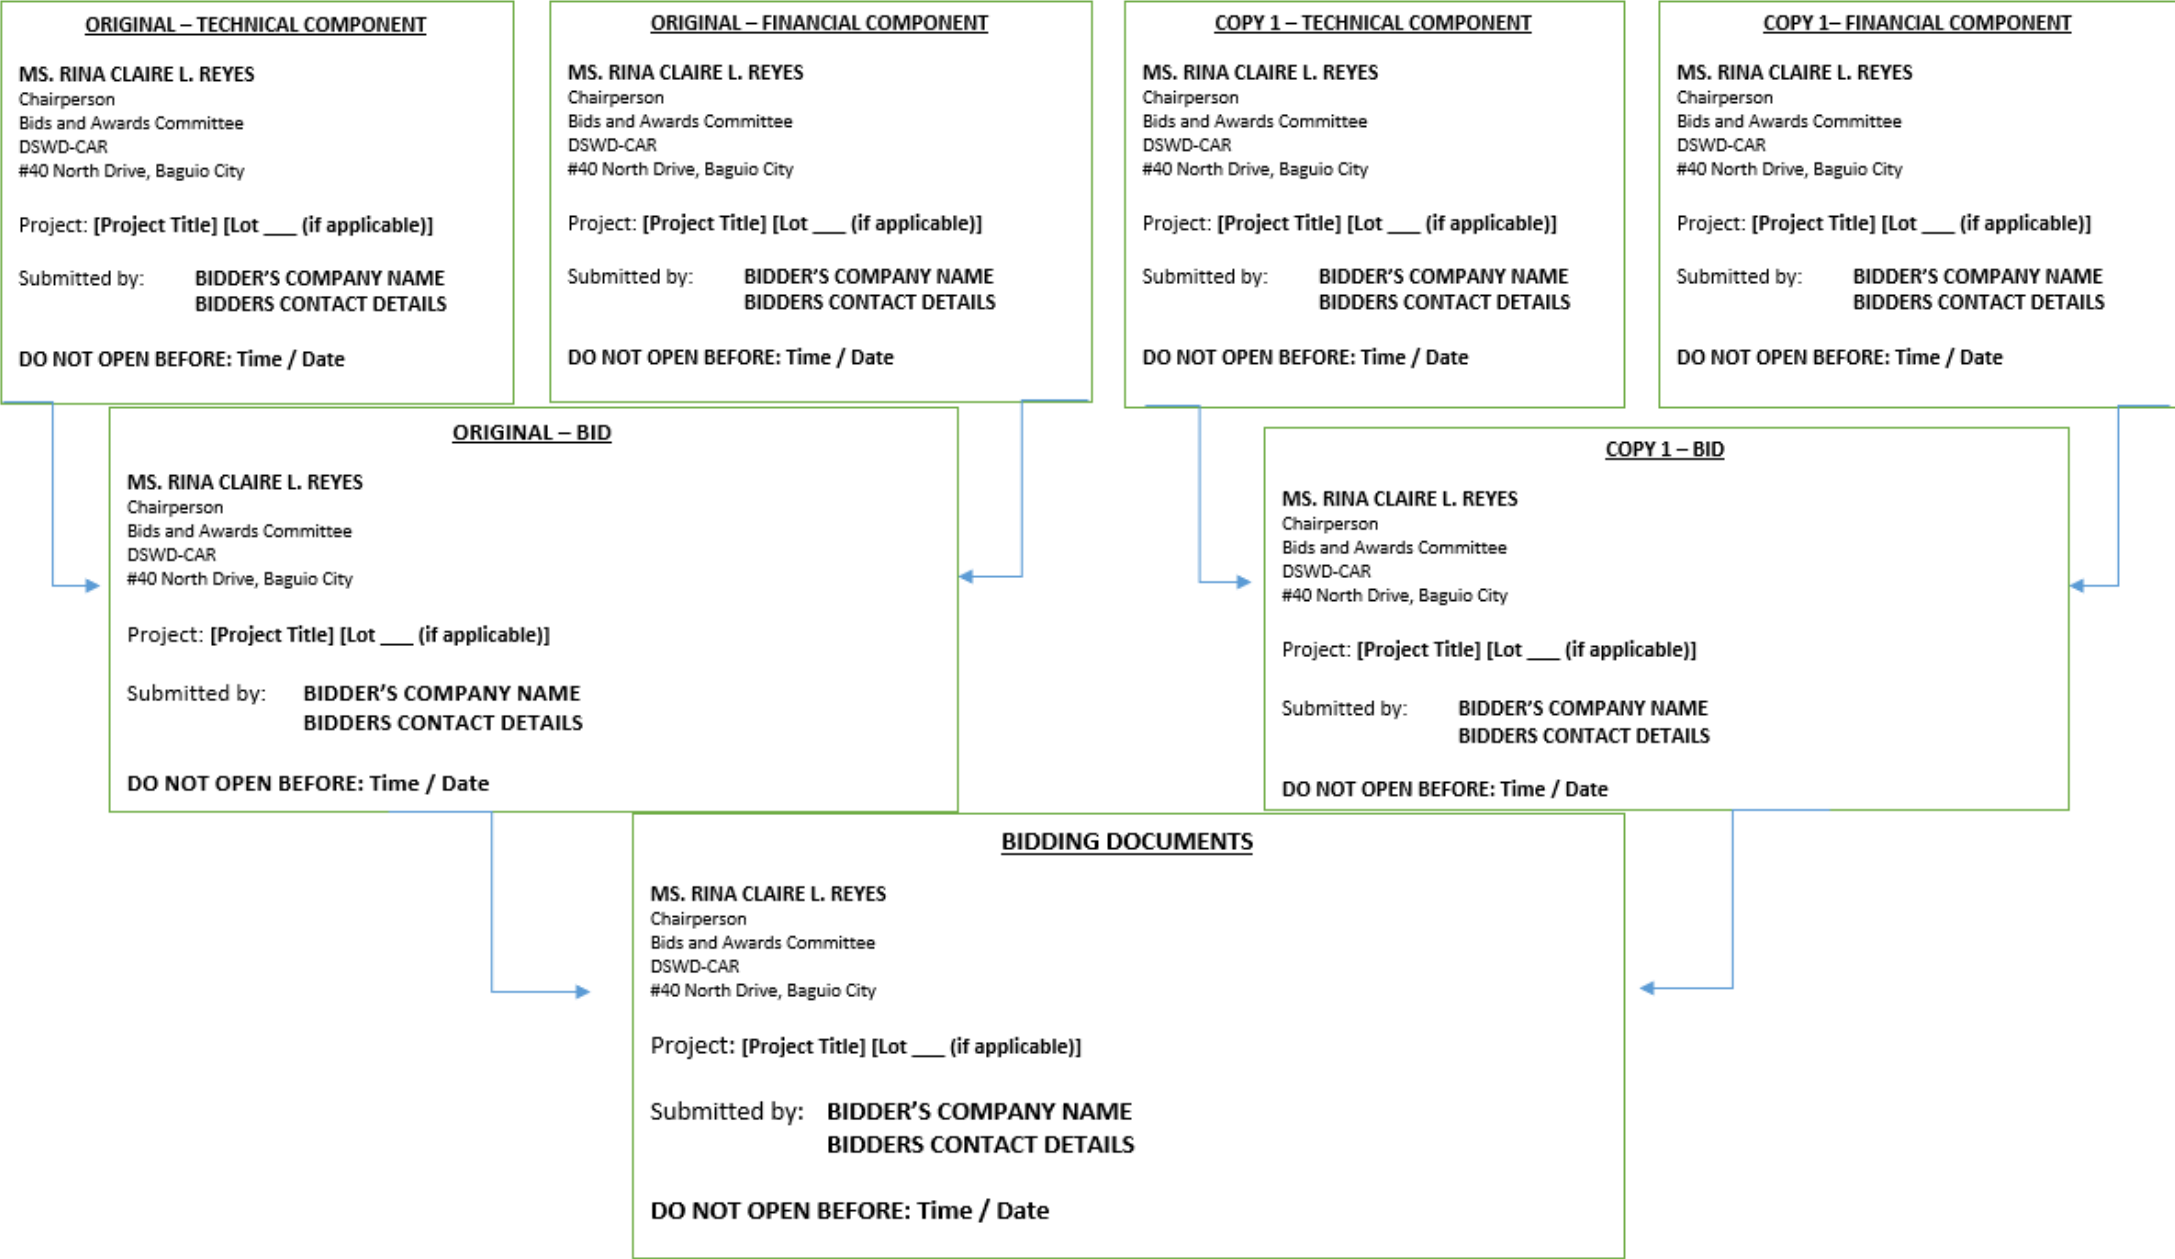 ORIGINAL – TECHNICAL COMPONENT
MS. RINA CLAIRE L. REYES
Chairperson
Bids and Awards Committee
DSWD-CAR
#40 North Drive, Baguio City
Project: [Project Title] [Lot ___ (if applicable)]
Submitted by: BIDDER’S COMPANY NAME
BIDDERS CONTACT DETAILS
DO NOT OPEN BEFORE: Time / Date
ORIGINAL – FINANCIAL COMPONENT
MS. RINA CLAIRE L. REYES
Chairperson
Bids and Awards Committee
DSWD-CAR
#40 North Drive, Baguio City
Project: [Project Title] [Lot ___ (if applicable)]
Submitted by: BIDDER’S COMPANY NAME
BIDDERS CONTACT DETAILS
DO NOT OPEN BEFORE: Time / Date
COPY 1 – TECHNICAL COMPONENT
MS. RINA CLAIRE L. REYES
Chairperson
Bids and Awards Committee
DSWD-CAR
#40 North Drive, Baguio City
Project: [Project Title] [Lot ___ (if applicable)]
Submitted by: BIDDER’S COMPANY NAME
BIDDERS CONTACT DETAILS
DO NOT OPEN BEFORE: Time / Date
COPY 1– FINANCIAL COMPONENT
MS. RINA CLAIRE L. REYES
Chairperson
Bids and Awards Committee
DSWD-CAR
#40 North Drive, Baguio City
Project: [Project Title] [Lot ___ (if applicable)]
Submitted by: BIDDER’S COMPANY NAME
BIDDERS CONTACT DETAILS
DO NOT OPEN BEFORE: Time / Date
ORIGINAL – BID
MS. RINA CLAIRE L. REYES
Chairperson
Bids and Awards Committee
DSWD-CAR
#40 North Drive, Baguio City
Project: [Project Title] [Lot ___ (if applicable)]
Submitted by: BIDDER’S COMPANY NAME
BIDDERS CONTACT DETAILS
DO NOT OPEN BEFORE: Time / Date
COPY 1 – BID
MS. RINA CLAIRE L. REYES
Chairperson
Bids and Awards Committee
DSWD-CAR
#40 North Drive, Baguio City
Project: [Project Title] [Lot ___ (if applicable)]
Submitted by: BIDDER’S COMPANY NAME
BIDDERS CONTACT DETAILS
DO NOT OPEN BEFORE: Time / Date
BIDDING DOCUMENTS
MS. RINA CLAIRE L. REYES
Chairperson
Bids and Awards Committee
DSWD-CAR
#40 North Drive, Baguio City
Project: [Project Title] [Lot ___ (if applicable)]
Submitted by: BIDDER’S COMPANY NAME
BIDDERS CONTACT DETAILS
DO NOT OPEN BEFORE: Time / Date